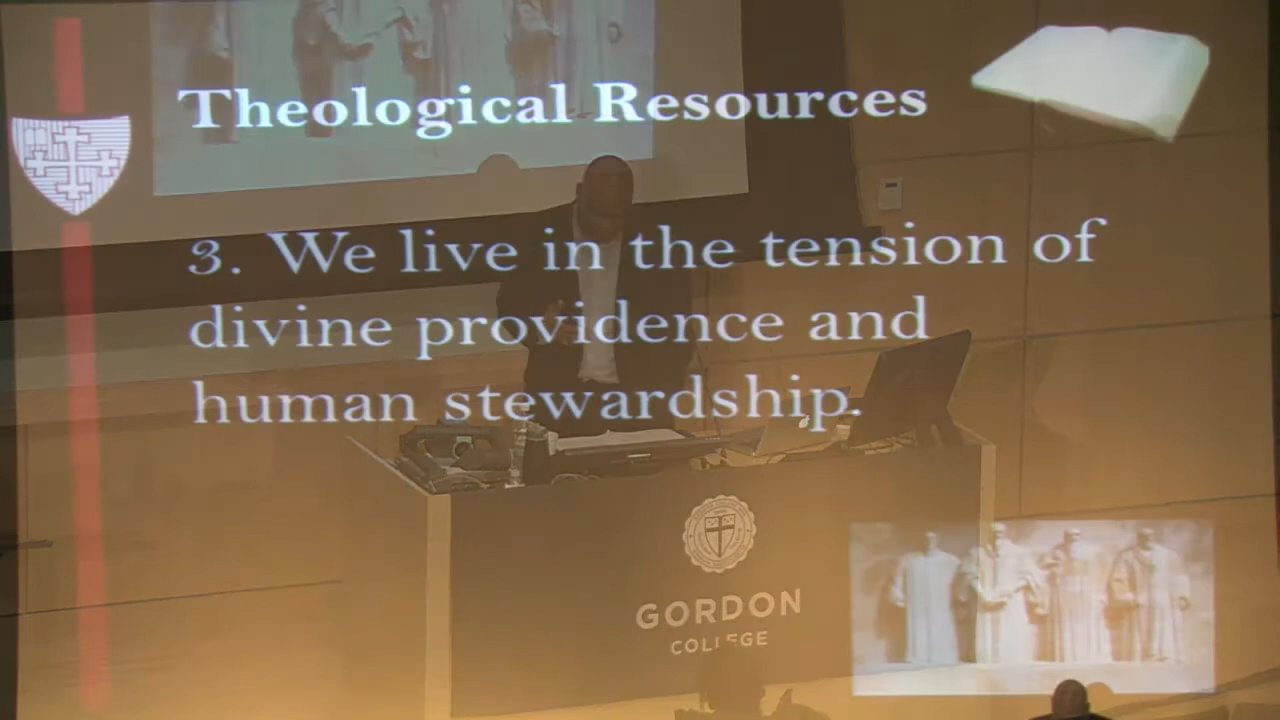 Theological Resources
3. We live in the tension of
divine providence and
human stewardship.
GORDON
COLLEGE